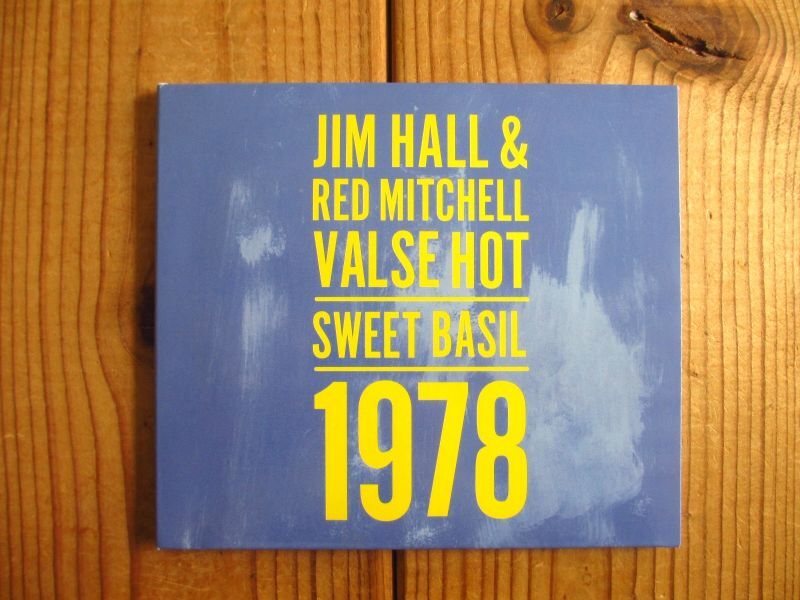 JIM HALL &
RED MITCHELL
VALSE HOT
SWEET BASIL
1978